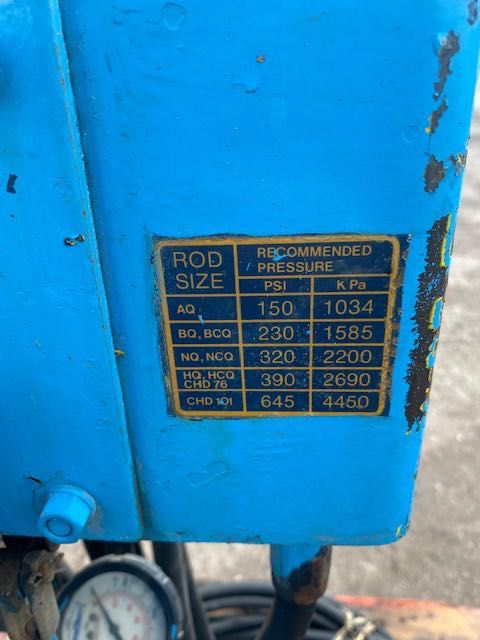 ROD SIZE
RECOMMENDED PRESSURE
PSI K Pa
AQ 150 1034
BQ, BCQ 230 1585
NQ, NCQ 320 2200
HQ, HCQ CHD 76 390 2690
CHD 101 645 4450